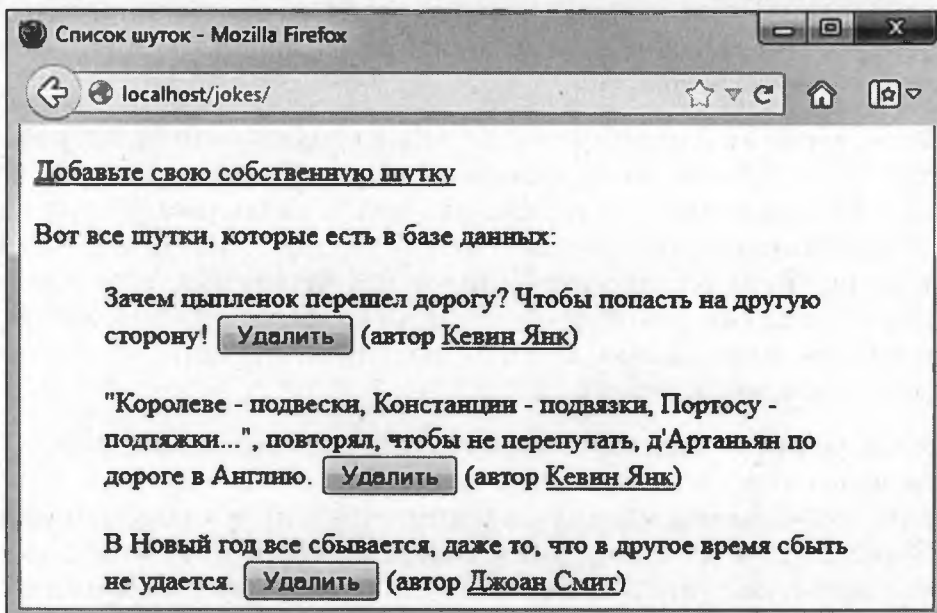 Список шуток - Mozilla Firefox
localhost/jokes/
Добавьте свою собственную шутку
Вот все шутки, которые есть в базе данных:
Зачем цыпленок перешел дорогу? Чтобы попасть на другую
сторону! Удалить (автор Кевин Янк)
"Королеве - подвески, Констанции - подвязки, Портосу -
подтяжки...", повторял, чтобы не перепутать, д'Артаньян по
дороге в Англию. Удалить (автор Кевин Янк)
В Новый год все сбывается, даже то, что в другое время сбыть
не удается. Удалить (автор Джоан Смит)